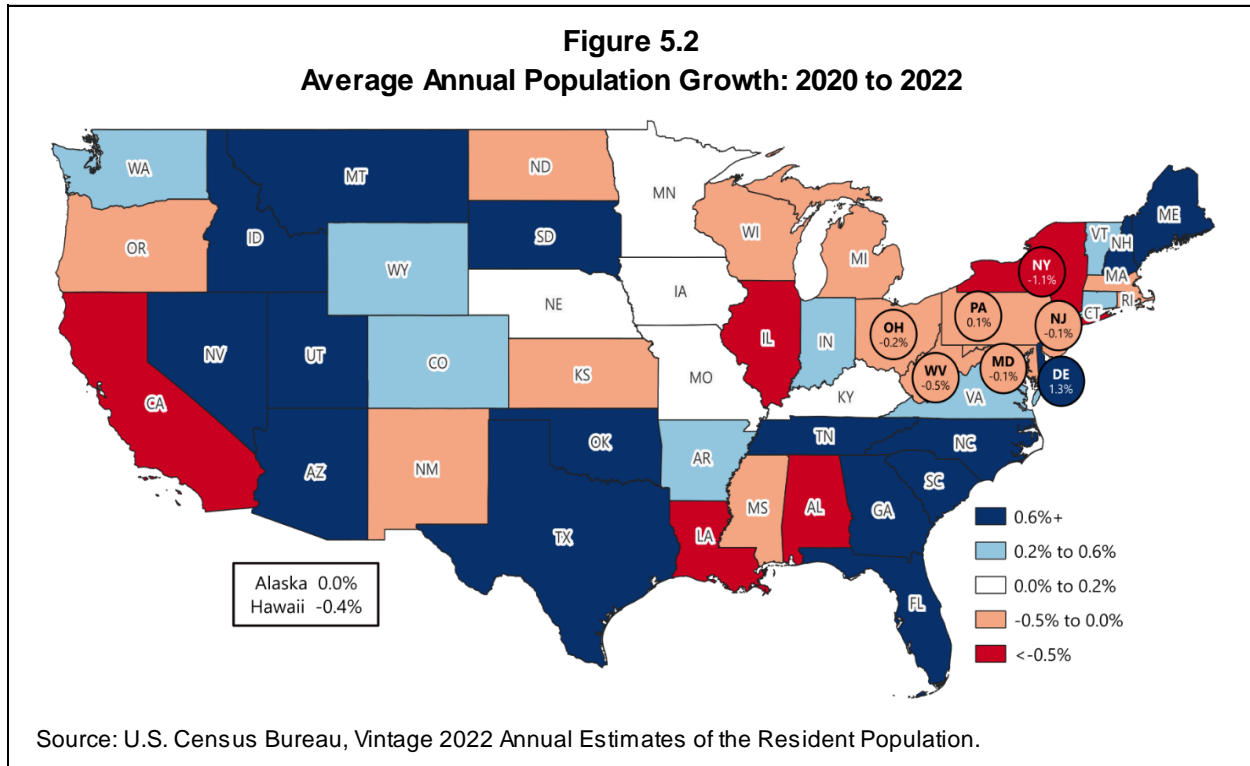 Figure 5.2
Average Annual Population Growth: 2020 to 2022
WA
MT
ND
MN
ME
OR
ID
SD
WI
MI
VT
NH
WY
NY
-1.1%
MA
RI
CT
NE
IA
PA
0.1%
NJ
-0.1%
OH
-0.2%
NV
UT
CO
IL
IN
WV
-0.5%
MD
-0.1%
DE
1.3%
CA
KS
MO
KY
VA
AZ
NM
OK
AR
TN
NC
SC
TX
LA
MS
AL
GA
FL
Alaska 0.0%
Hawaii -0.4%
0.6%+
0.2% to 0.6%
0.0% to 0.2%
-0.5% to 0.0%
<-0.5%
Source: U.S. Census Bureau, Vintage 2022 Annual Estimates of the Resident Population.